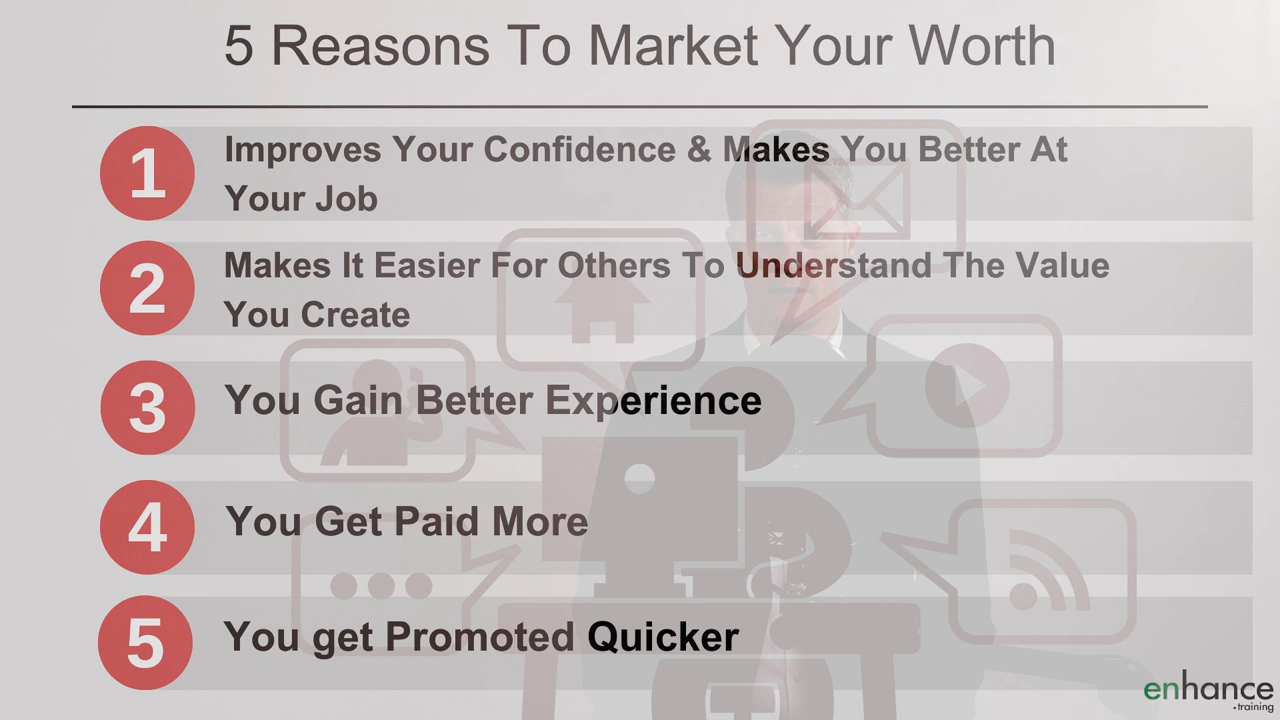 5 Reasons To Market Your Worth
1
Improves Your Confidence & Makes You Better At
Your Job
2
Makes It Easier For Others To Understand The Value
You Create
3
You Gain Better Experience
4
You Get Paid More
5
You get Promoted Quicker
enhance
training